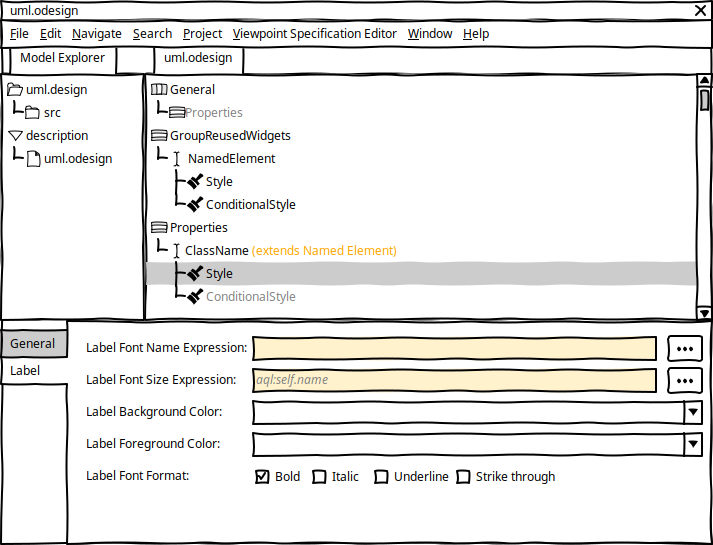 uml.odesign
File Edit Navigate Search Project Viewpoint Specification Editor Window Help
Model Explorer
uml.odesign
uml.odesign
src
description
uml.odesign
General
Properties
GroupReusedWidgets
NamedElement
Style
ConditionalStyle
Properties
ClassName (extends Named Element)
Style
ConditionalStyle
General
Label
Label Font Name Expression:
Label Font Size Expression: aql:self.name
Label Background Color:
Label Foreground Color:
Label Font Format: Bold Italic Underline Strike through